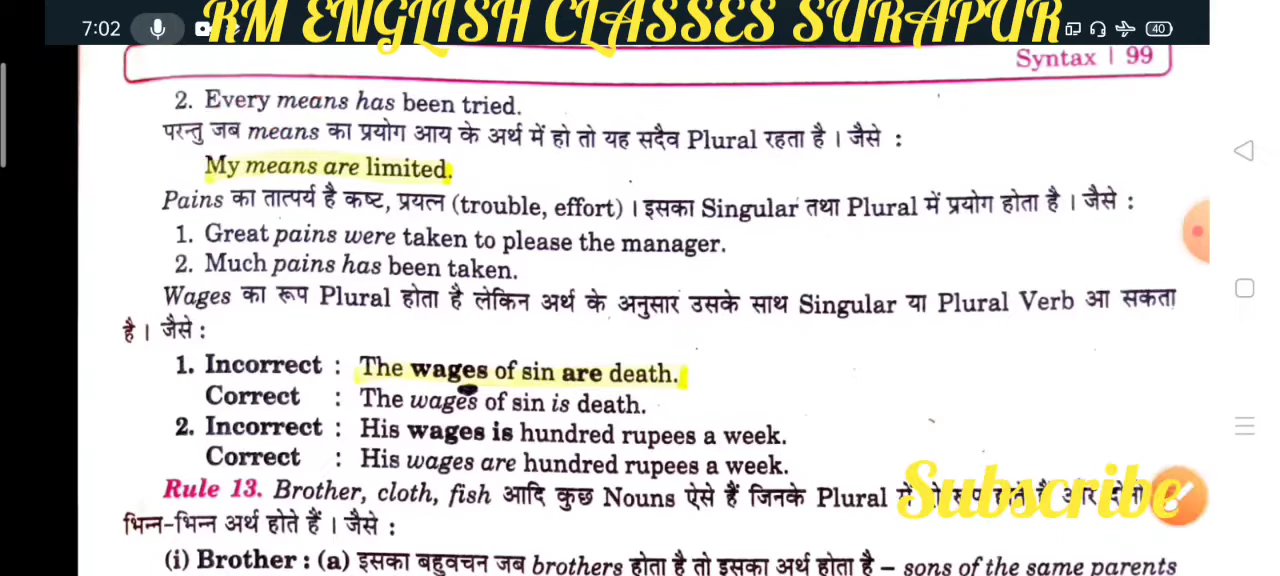 RM ENGLISH CLASSES SURAPUR
7:02
40
Syntax | 99
2. Every means has been tried.
परन्तु जब means का प्रयोग आय के अर्थ में हो तो यह सदैव Plural रहता है। जैसे :
My means are limited.
Pains का तात्पर्य है कष्ट, प्रयत्न (trouble, effort)। इसका Singular तथा Plural में प्रयोग होता है। जैसे :
1. Great pains were taken to please the manager.
2. Much pains has been taken.
Wages का रूप Plural होता है लेकिन अर्थ के अनुसार उसके साथ Singular या Plural Verb आ सकता
है। जैसे :
1. Incorrect : The wages of sin are death.
Correct : The wages of sin is death.
2. Incorrect : His wages is hundred rupees a week.
Correct : His wages are hundred rupees a week.
Rule 13. Brother, cloth, fish आदि कुछ Nouns ऐसे हैं जिनके Plural में
Subscribe
भिन्न-भिन्न अर्थ होते हैं। जैसे :
(i) Brother : (a) इसका बहुवचन जब brothers होता है तो इसका अर्थ होता है – sons of the same parents